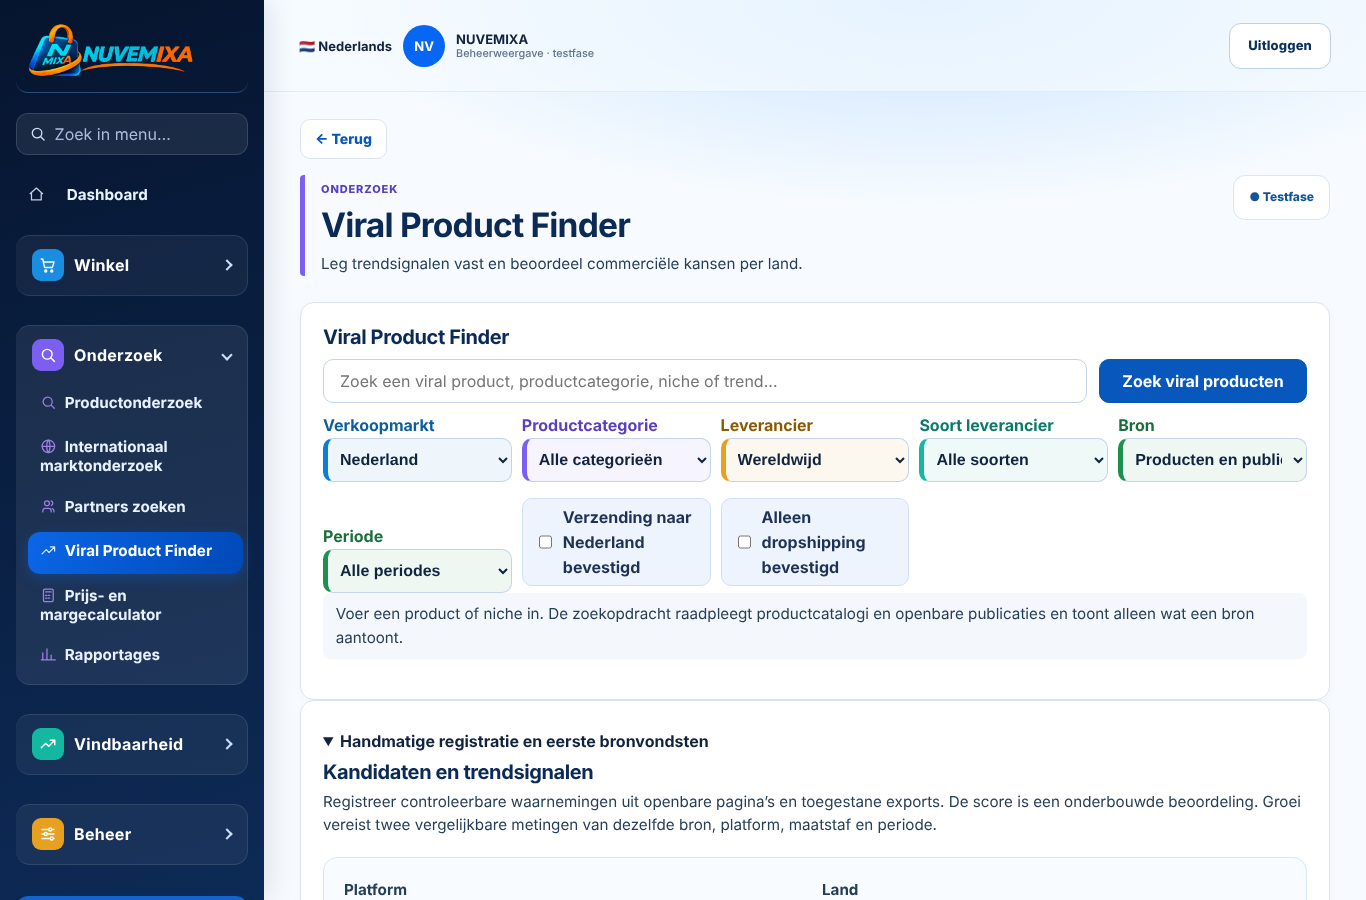 NUVEMIXA
N
MIXA
Zoek in menu...
Dashboard
Winkel
Onderzoek
Productonderzoek
Internationaal
marktonderzoek
Partners zoeken
Viral Product Finder
Prijs- en
margecalculator
Rapportages
Vindbaarheid
Beheer
Nederlands
NV
NUVEMIXA
Beheerweergave · testfase
Uitloggen
← Terug
ONDERZOEK
Viral Product Finder
Leg trendsignalen vast en beoordeel commerciële kansen per land.
Testfase
Viral Product Finder
Zoek een viral product, productcategorie, niche of trend...
Zoek viral producten
Verkoopmarkt
Productcategorie
Leverancier
Soort leverancier
Bron
Nederland
Alle categorieën
Wereldwijd
Alle soorten
Producten en public
Periode
Alle periodes
Verzending naar
Nederland
bevestigd
Alleen
dropshipping
bevestigd
Voer een product of niche in. De zoekopdracht raadpleegt productcatalogi en openbare publicaties en toont alleen wat een bron
aantoont.
▼ Handmatige registratie en eerste bronvondsten
Kandidaten en trendsignalen
Registreer controleerbare waarnemingen uit openbare pagina’s en toegestane exports. De score is een onderbouwde beoordeling. Groei
vereist twee vergelijkbare metingen van dezelfde bron, platform, maatstaf en periode.
Platform
Land